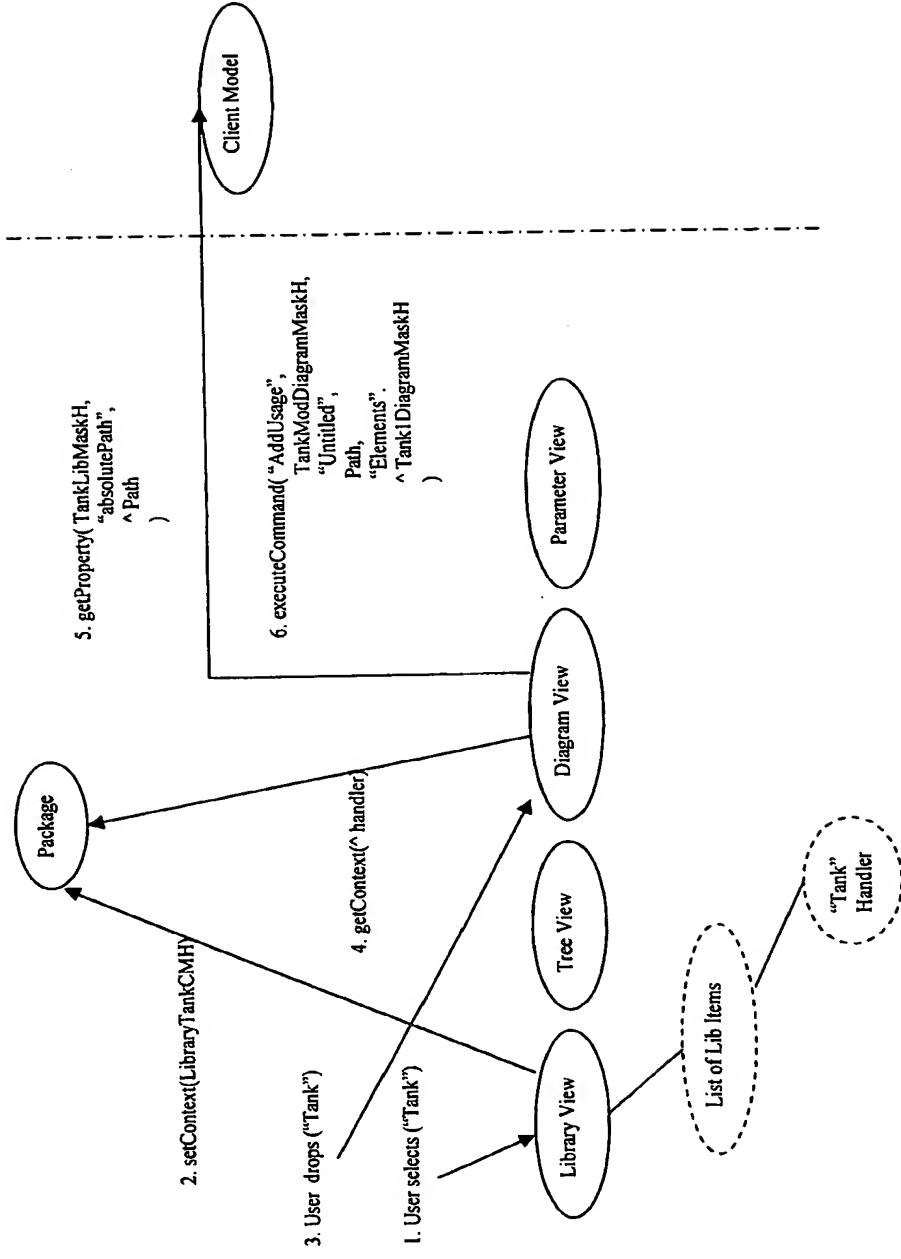 Package
Client Model
5. getProperty( TankLibMaskH,
"absolutePath",
^ Path
)
2. setContext(LibraryTankCMH)
4. getContext(^ handler)
6. executeCommand( "AddUsage",
TankModDiagramMaskH,
"Untitled",
Path,
"Elements".
^ Tank1DiagramMaskH
)
3. User drops ("Tank")
1. User selects ("Tank")
Library View
Tree View
Diagram View
Parameter View
List of Lib Items
"Tank"
Handler